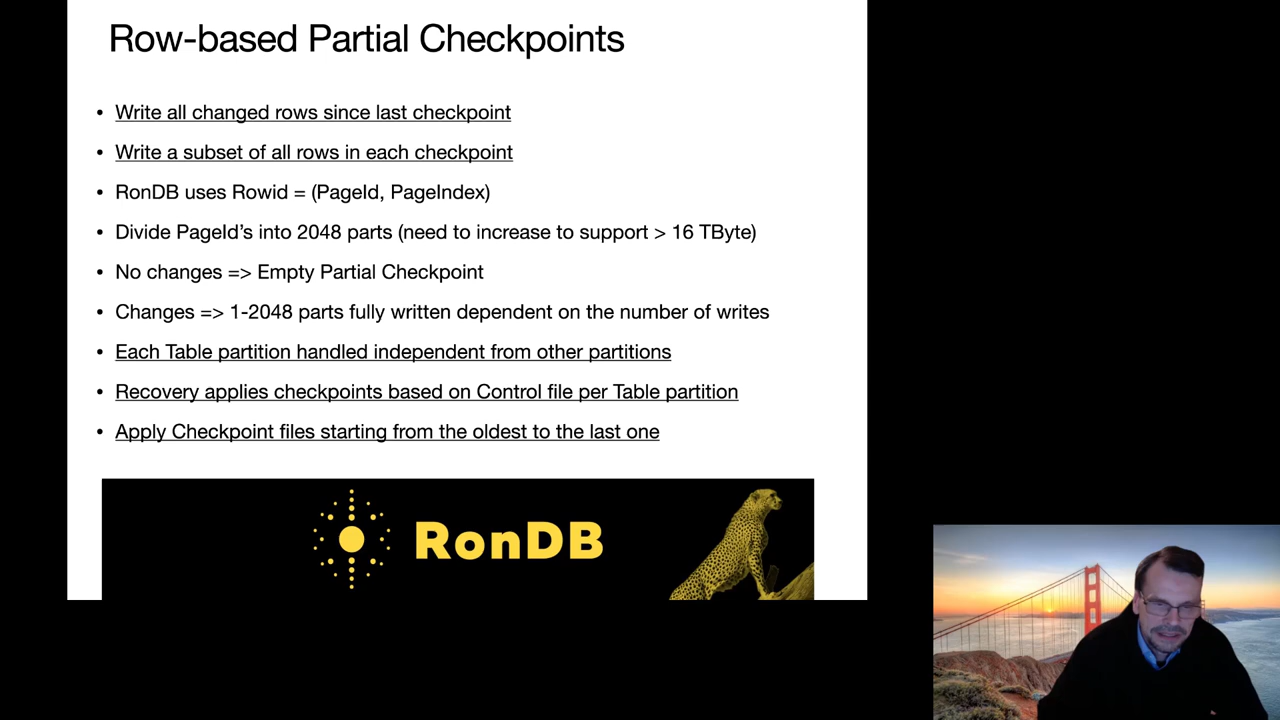 Row-based Partial Checkpoints
• Write all changed rows since last checkpoint
• Write a subset of all rows in each checkpoint
• RonDB uses Rowid = (PageId, PageIndex)
• Divide PageId's into 2048 parts (need to increase to support > 16 TByte)
• No changes => Empty Partial Checkpoint
• Changes => 1-2048 parts fully written dependent on the number of writes
• Each Table partition handled independent from other partitions
• Recovery applies checkpoints based on Control file per Table partition
• Apply Checkpoint files starting from the oldest to the last one
RonDB